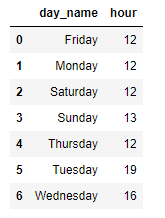 day_name hour
0 Friday 12
1 Monday 12
2 Saturday 12
3 Sunday 13
4 Thursday 12
5 Tuesday 19
6 Wednesday 16